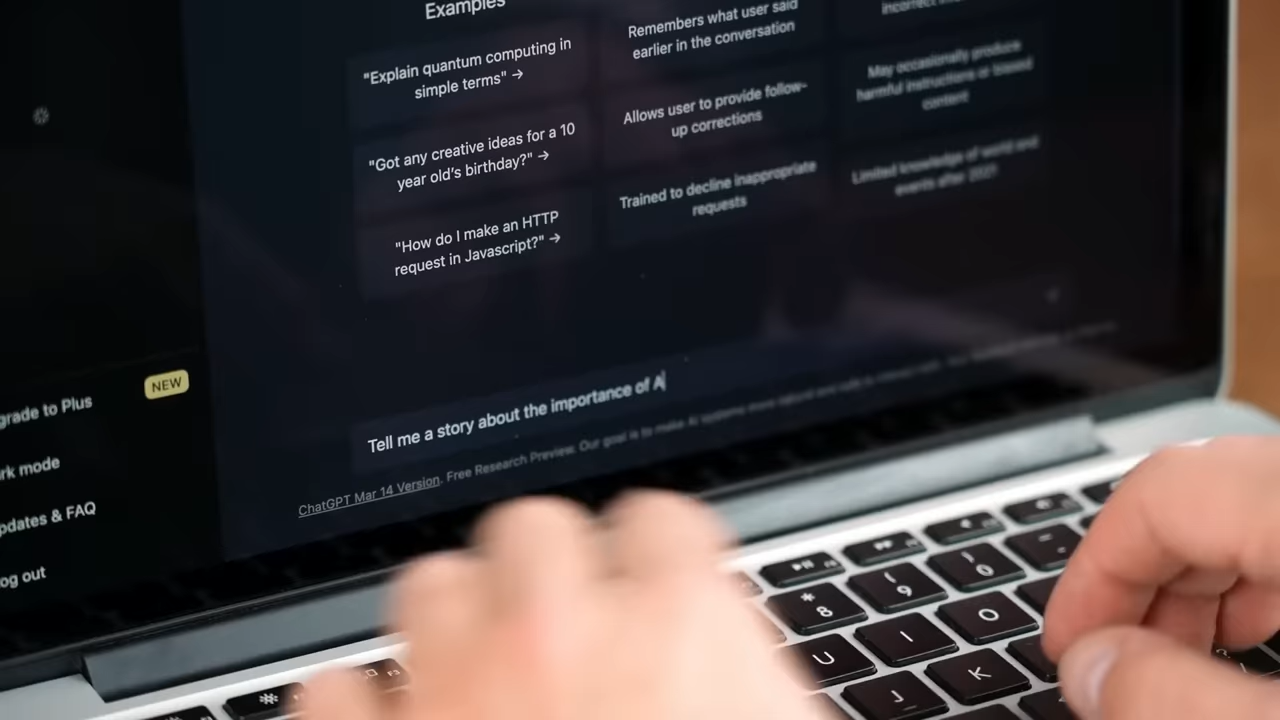 Examples
"Explain quantum computing in
simple terms" →
"Got any creative ideas for a 10
year old's birthday?" →
"How do I make an HTTP
request in Javascript?" →
Remembers what user said
earlier in the conversation
Allows user to provide follow-
up corrections
Trained to decline inappropriate
requests
incorrect
May occasionally produce
harmful instructions or biased
content
Limited knowledge of world and
events after 2021
NEW
grade to Plus
rk mode
pdates & FAQ
og out
Tell me a story about the importance of A
ChatGPT Mar 14 Version. Free Research Preview. Our goal is to make AI systems more natural and safe to interact with.
* 8
( 9
) 0
U
I
O
J
K
F3